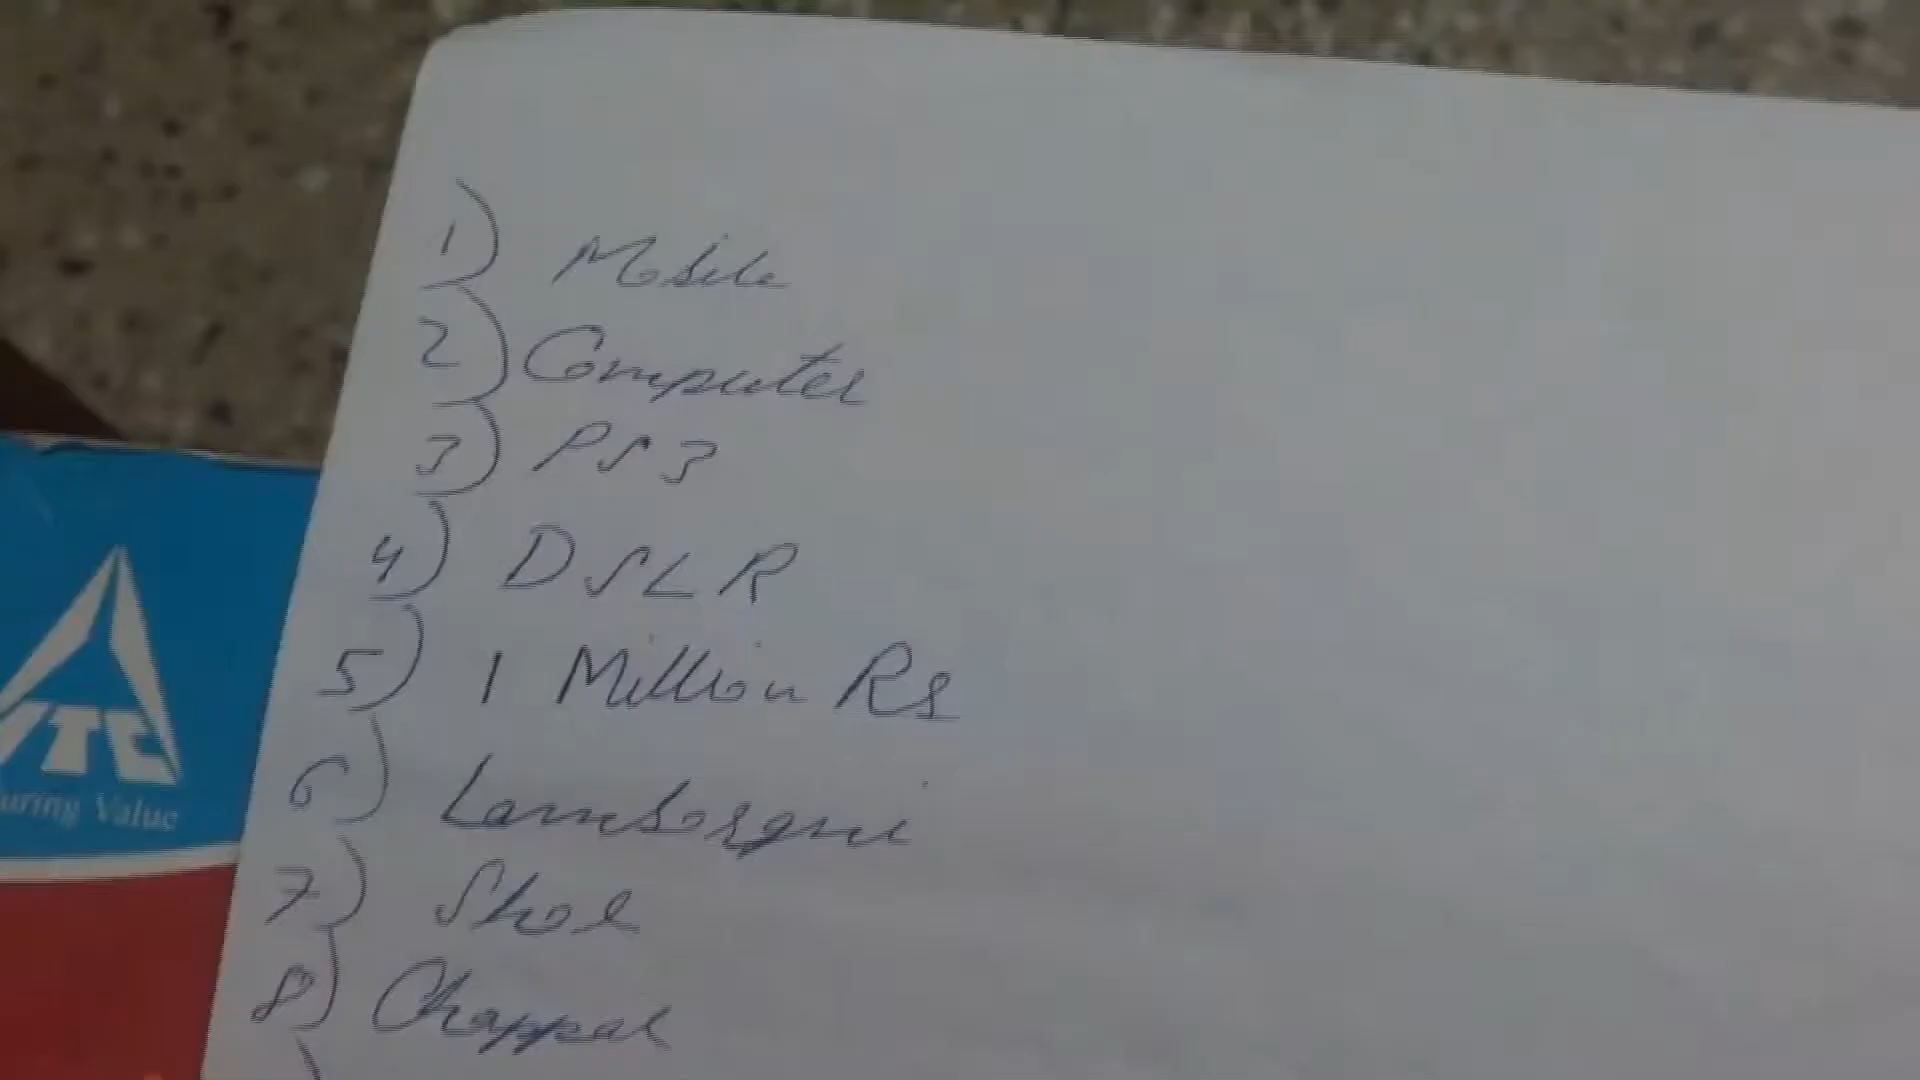 1) Mobile
2) Computer
3) PS3
4) DSLR
5) 1 Million Rs
6) Lamborgni
7) Shoe
8) Chappal
ITC
uring Value